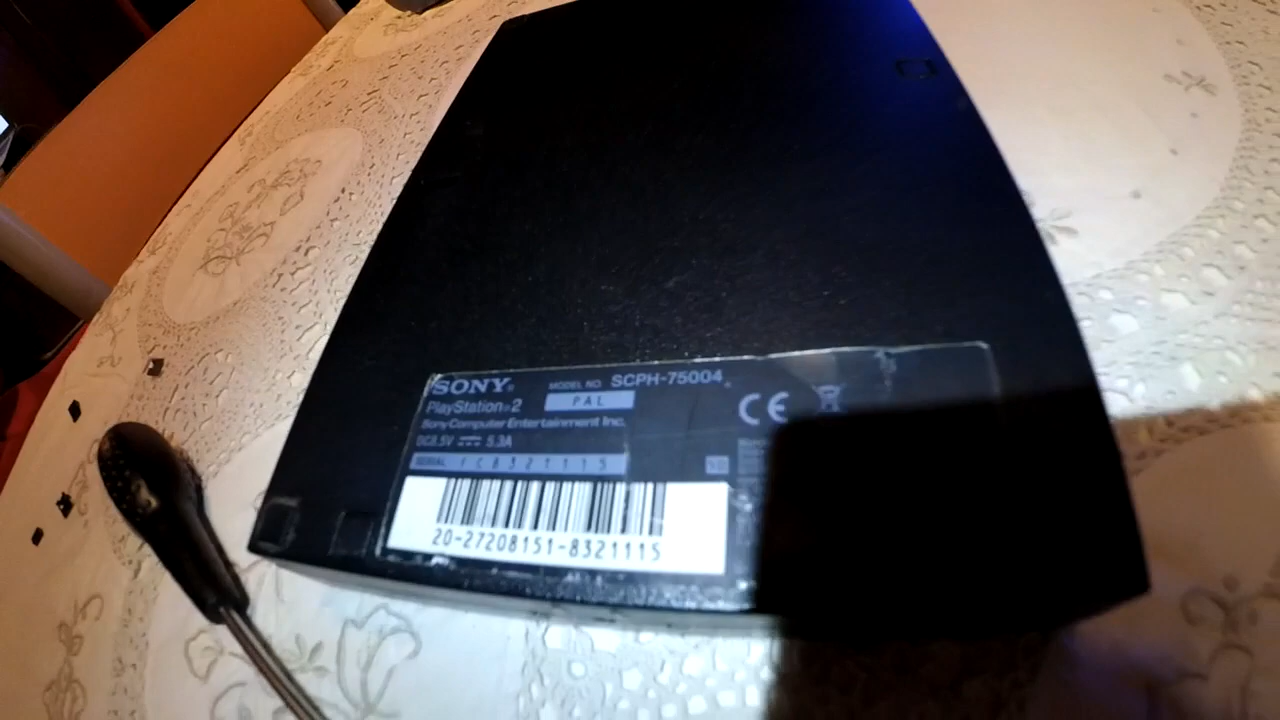 SONY®
MODEL NO. SCPH-75004
PlayStation®2
PAL
Sony Computer Entertainment Inc.
DC8.5V 5.3A
SERIAL FC8321115
CE
20-27208151-8321115